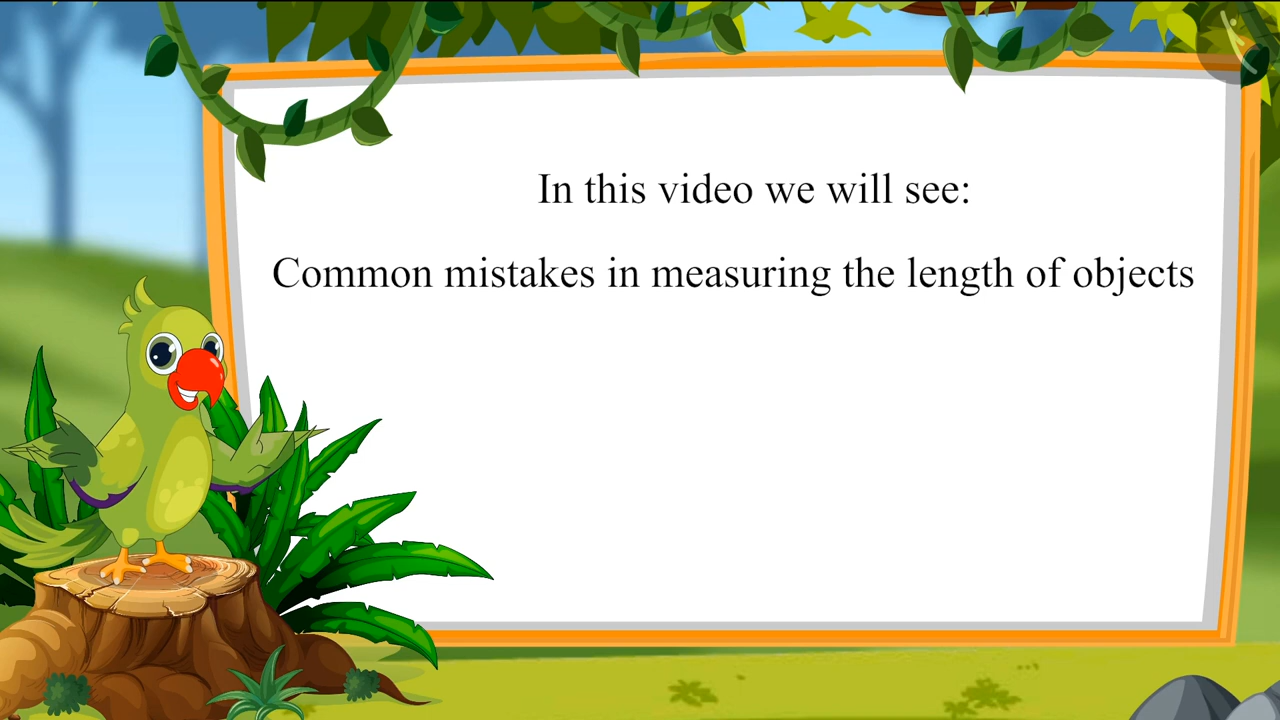 In this video we will see:
Common mistakes in measuring the length of objects